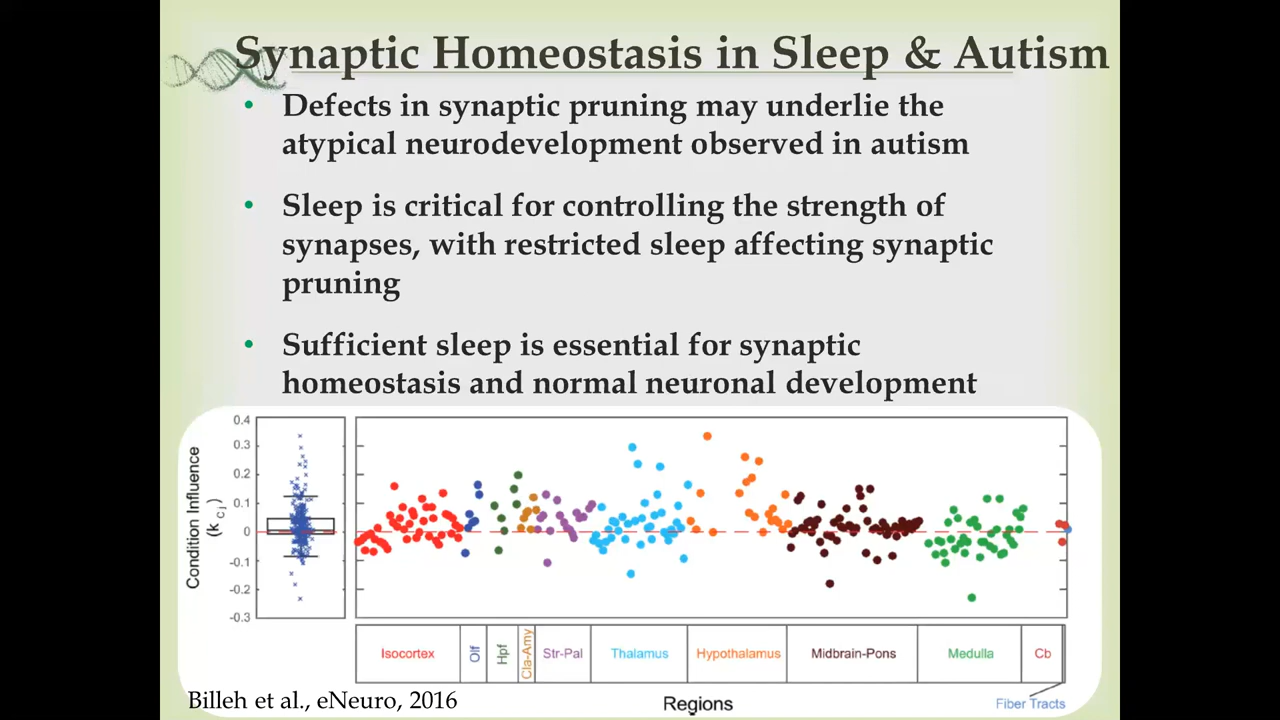 Synaptic Homeostasis in Sleep & Autism
• Defects in synaptic pruning may underlie the
atypical neurodevelopment observed in autism
• Sleep is critical for controlling the strength of
synapses, with restricted sleep affecting synaptic
pruning
• Sufficient sleep is essential for synaptic
homeostasis and normal neuronal development
Condition Influence
(k C j)
0.4
0.3
0.2
0.1
0
-0.1
-0.2
-0.3
Isocortex
Olf
Hpf
Cla-Amy
Str-Pal
Thalamus
Hypothalamus
Midbrain-Pons
Medulla
Cb
Fiber Tracts
Regions
Billeh et al., eNeuro, 2016